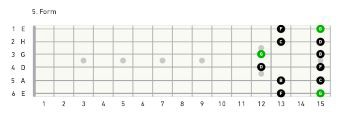 5. Form
1 E F G
2 H C D
3 G G B
4 D D F
5 A B C
6 E F G
1 2 3 4 5 6 7 8 9 10 11 12 13 14 15